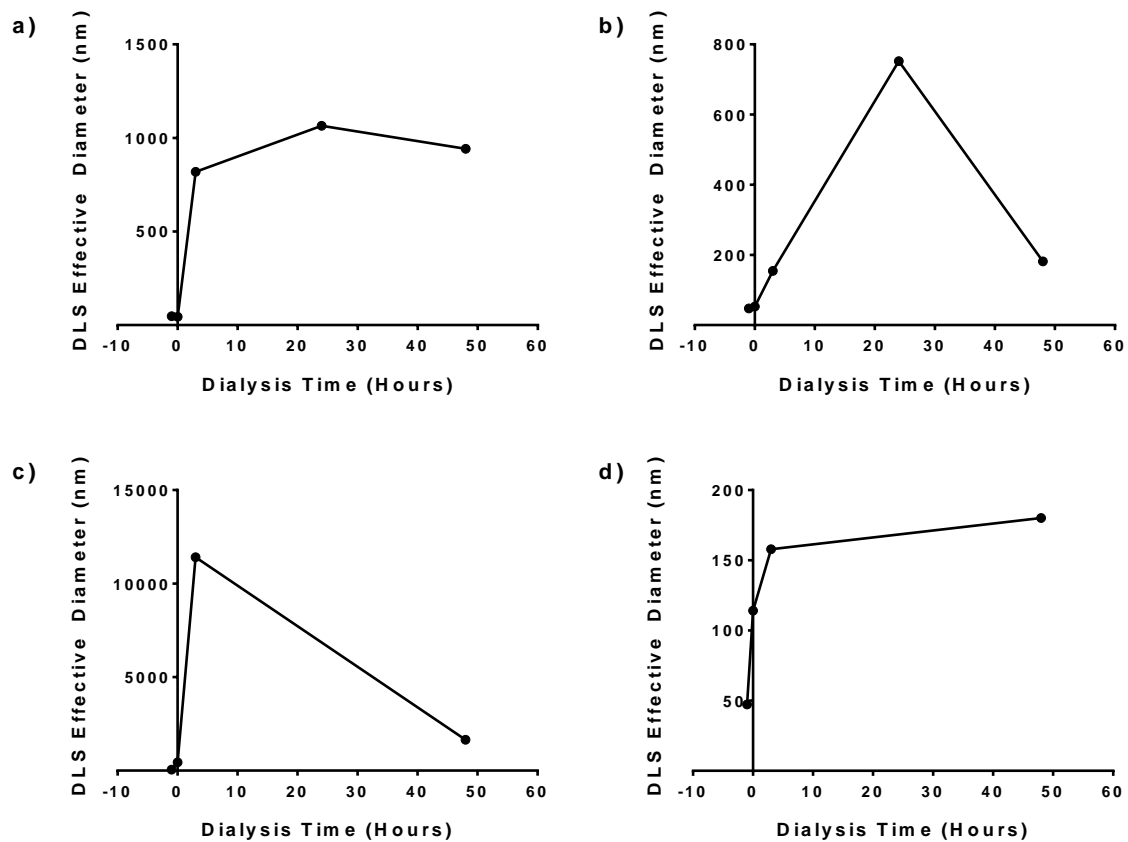 a)
DLS Effective Diameter (nm)
1500
1000
500
-10 0 10 20 30 40 50 60
Dialysis Time (Hours)
b)
DLS Effective Diameter (nm)
800
600
400
200
-10 0 10 20 30 40 50 60
Dialysis Time (Hours)
c)
DLS Effective Diameter (nm)
15000
10000
5000
-10 0 10 20 30 40 50 60
Dialysis Time (Hours)
d)
DLS Effective Diameter (nm)
200
150
100
50
-10 0 10 20 30 40 50 60
Dialysis Time (Hours)